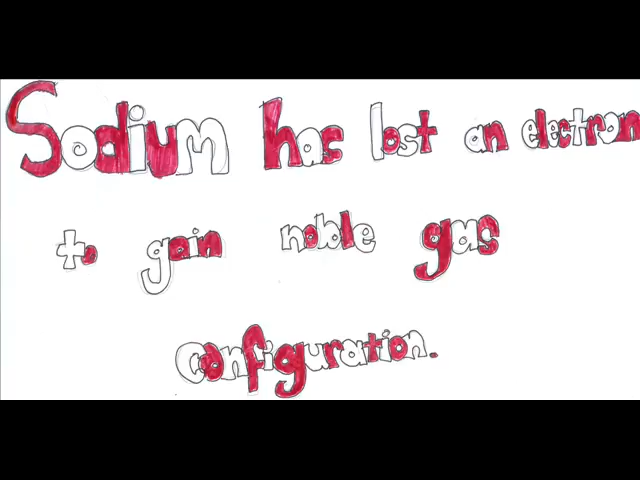 Sodium has lost an electron
to gain noble gas
configuration.